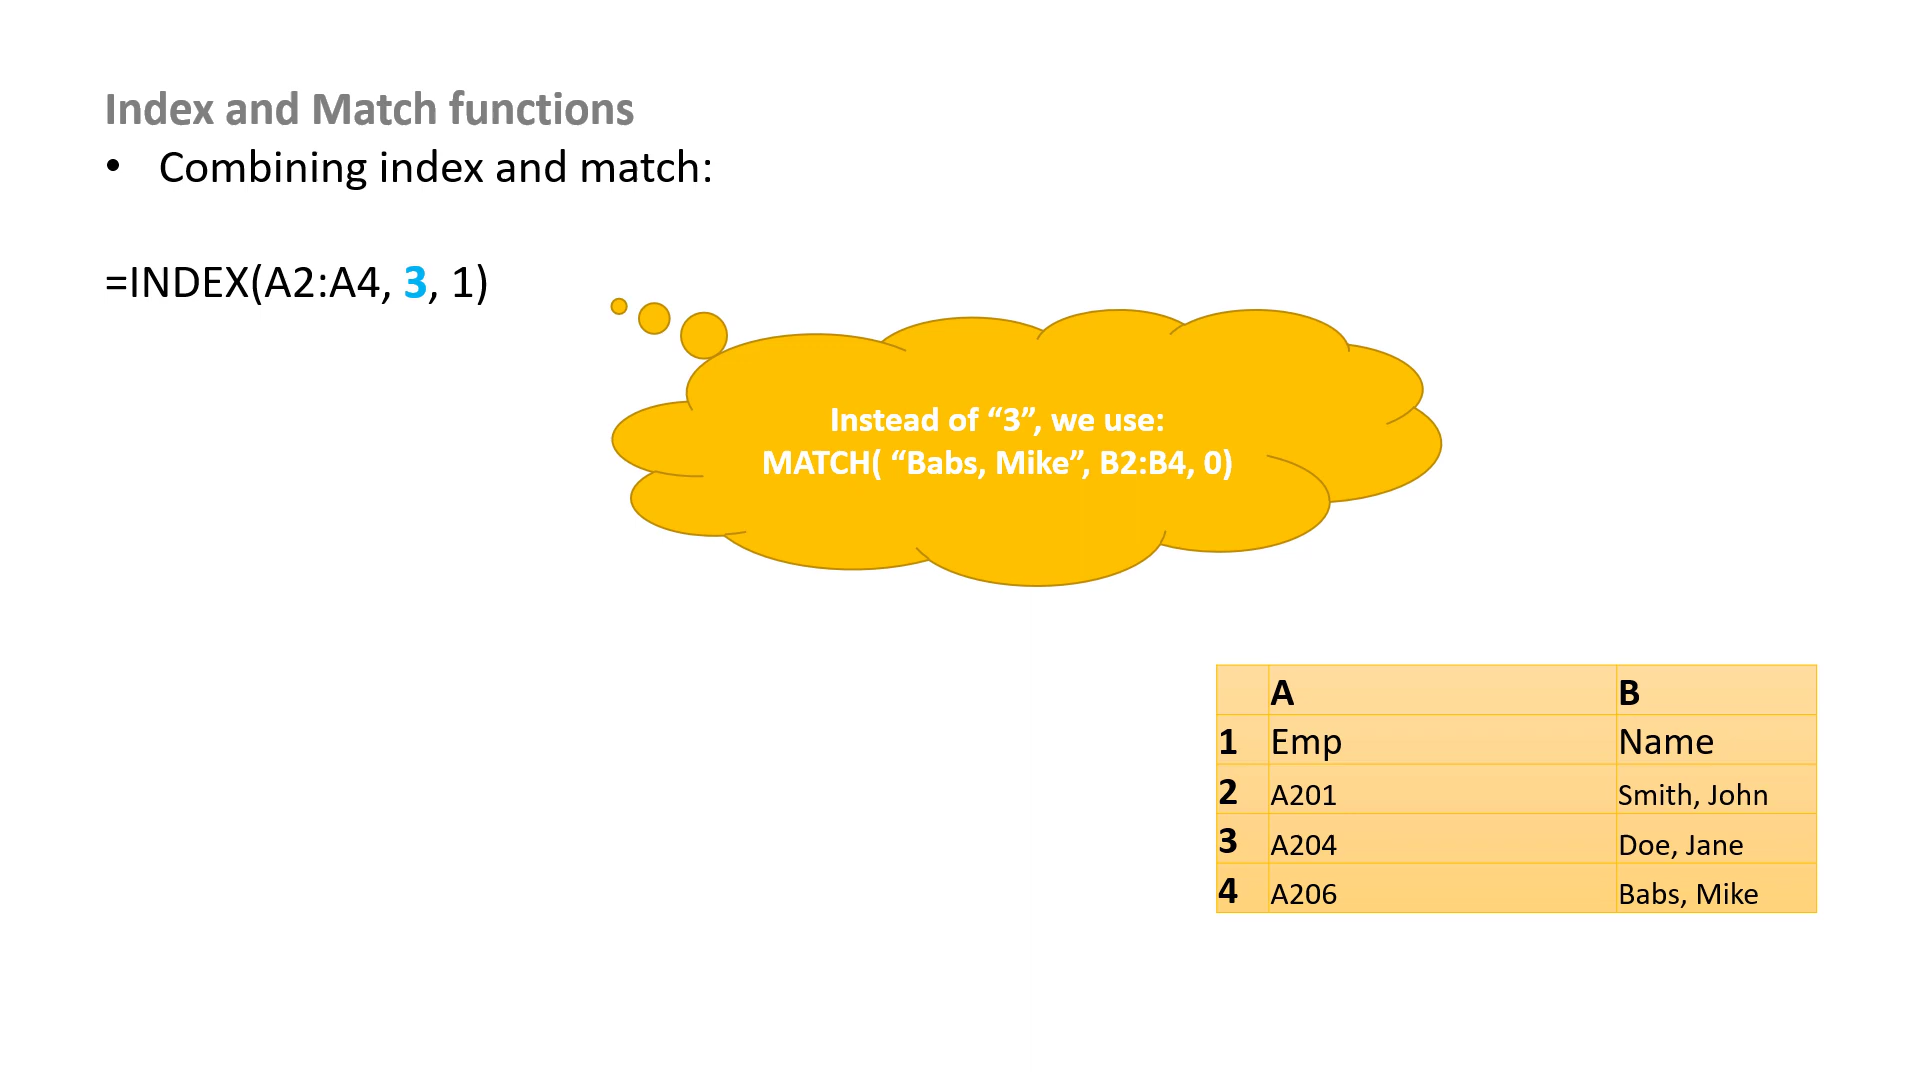 Index and Match functions
• Combining index and match:
=INDEX(A2:A4, 3, 1)
Instead of “3”, we use:
MATCH( “Babs, Mike”, B2:B4, 0)
A B
1 Emp Name
2 A201 Smith, John
3 A204 Doe, Jane
4 A206 Babs, Mike